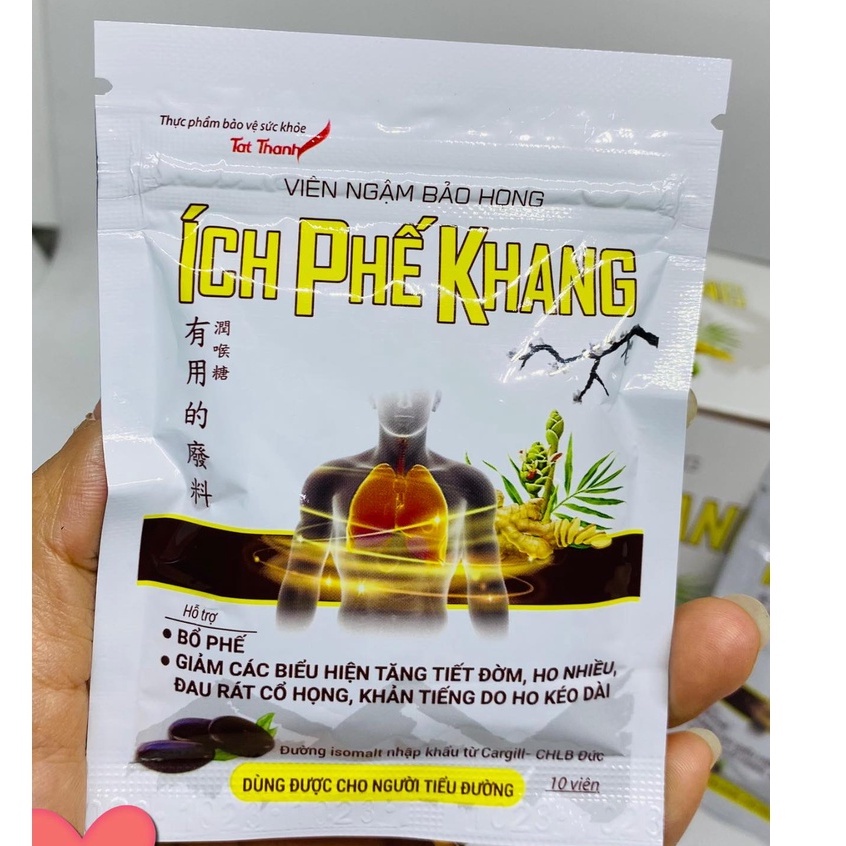 Thực phẩm bảo vệ sức khỏe
Tat Thanh
VIÊN NGẬM BẢO HỌNG
ÍCH PHẾ KHANG
潤喉糖
有用的廢料
Hỗ trợ
• BỔ PHẾ
• GIẢM CÁC BIỂU HIỆN TĂNG TIẾT ĐỜM, HO NHIỀU,
ĐAU RÁT CỔ HỌNG, KHẢN TIẾNG DO HO KÉO DÀI
Đường isomalt nhập khẩu từ Cargill- CHLB Đức
DÙNG ĐƯỢC CHO NGƯỜI TIỂU ĐƯỜNG
10 viên